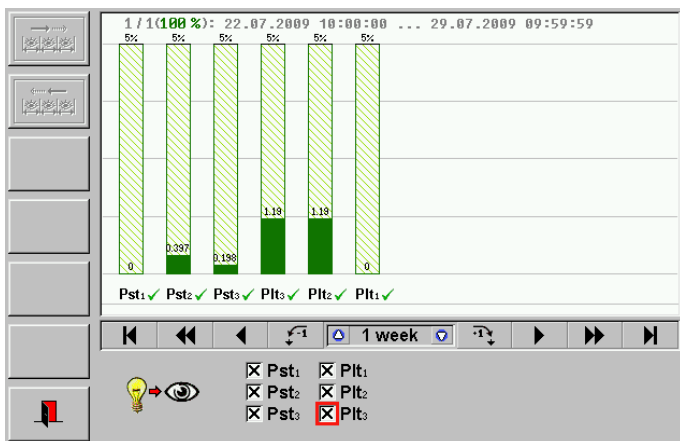 1/1(100 %): 22.07.2009 10:00:00 ... 29.07.2009 09:59:59
5% 5% 5% 5% 5% 5%
0 0.397 0.198 1.19 1.19 0
Pst₁ ✓ Pst₂ ✓ Pst₃ ✓ Plt₃ ✓ Plt₂ ✓ Plt₁ ✓
-1 1 week -1
Pst₁ Plt₁
Pst₂ Plt₂
Pst₃ Plt₃